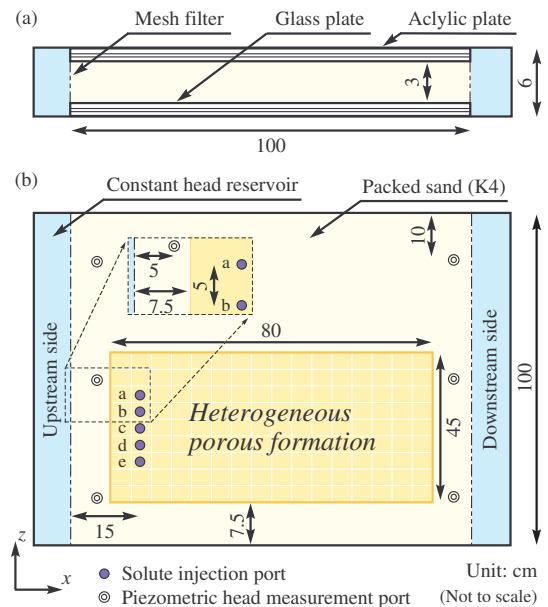 (a)
Mesh filter
Glass plate
Aclylic plate
3
6
100
(b)
Constant head reservoir
Packed sand (K4)
10
5
7.5
a
5
b
80
Upstream side
Downstream side
100
a
b
c
d
e
Heterogeneous
porous formation
45
15
7.5
z
x
Solute injection port
Piezometric head measurement port
Unit: cm
(Not to scale)